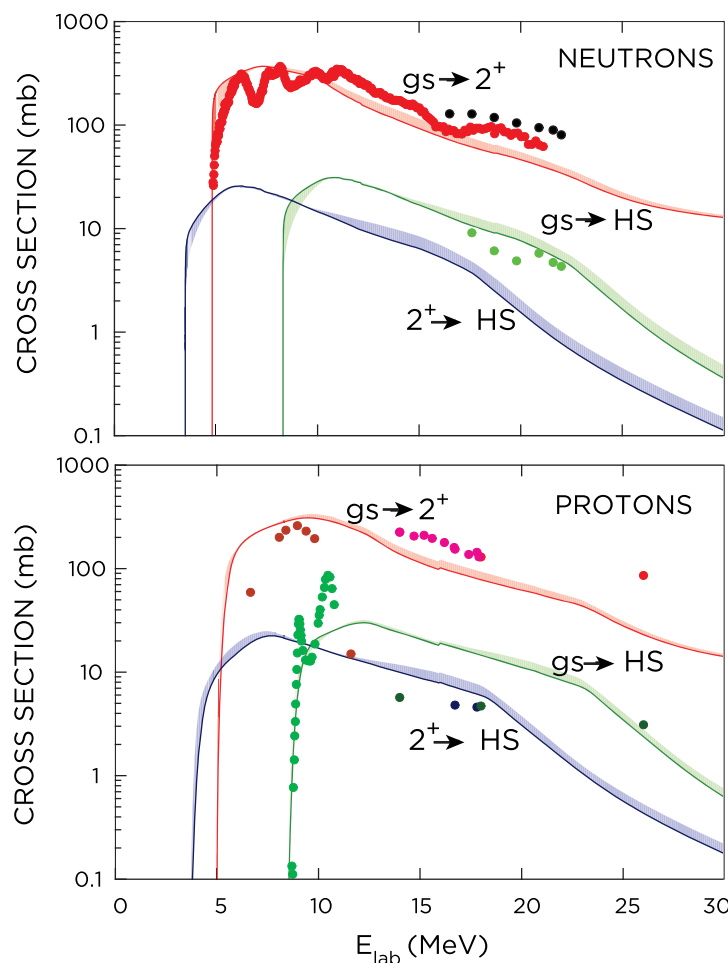 1000
NEUTRONS
gs→2⁺
100
gs→HS
10
2⁺→ HS
1
0.1
CROSS SECTION (mb)
1000
PROTONS
gs→2⁺
100
gs→HS
10
2⁺→ HS
1
0.1
CROSS SECTION (mb)
0 5 10 15 20 25 30
E_lab (MeV)